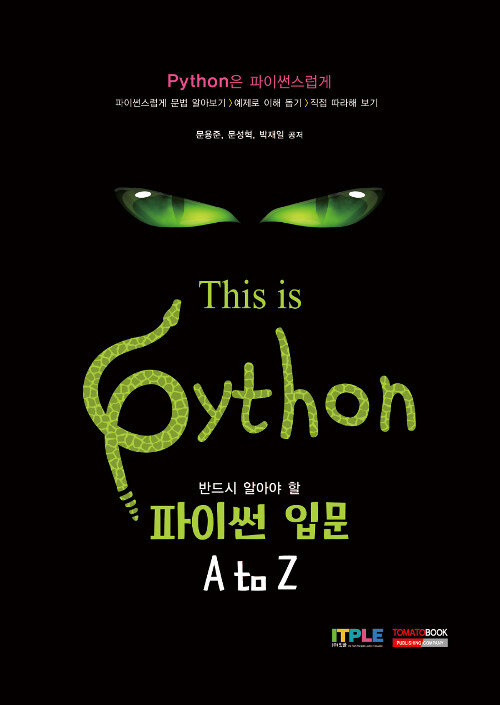 Python은 파이썬스럽게
파이썬스럽게 문법 알아보기 > 예제로 이해 돕기 > 직접 따라해 보기
문용준, 문성혁, 박재일 공저
This is
Python
반드시 알아야 할
파이썬 입문
A to Z
ITPLE TOMATOBOOK
PUBLISHING COMPANY